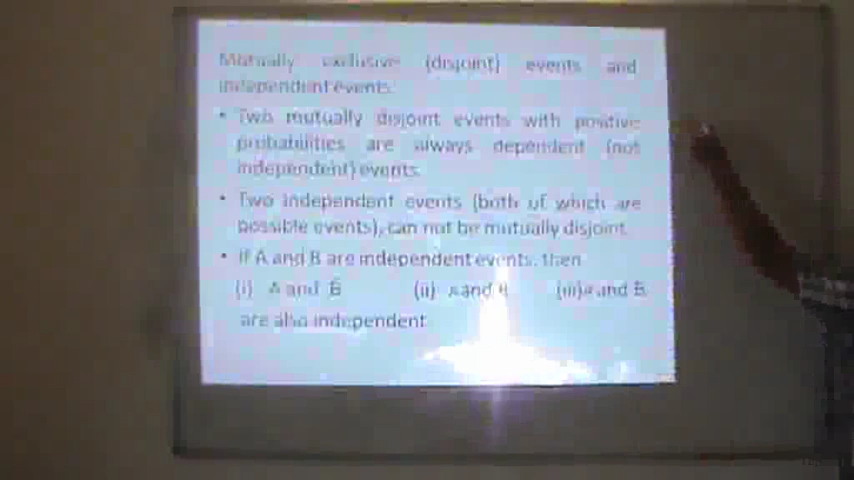 Mutually exclusive (disjoint) events and
independent events.
• Two mutually disjoint events with positive
probabilities are always dependent (not
independent) events.
• Two independent events (both of which are
possible events), can not be mutually disjoint.
• If A and B are independent events, then
(i) A and B̄ (ii) and (iii) and B̄
are also independent